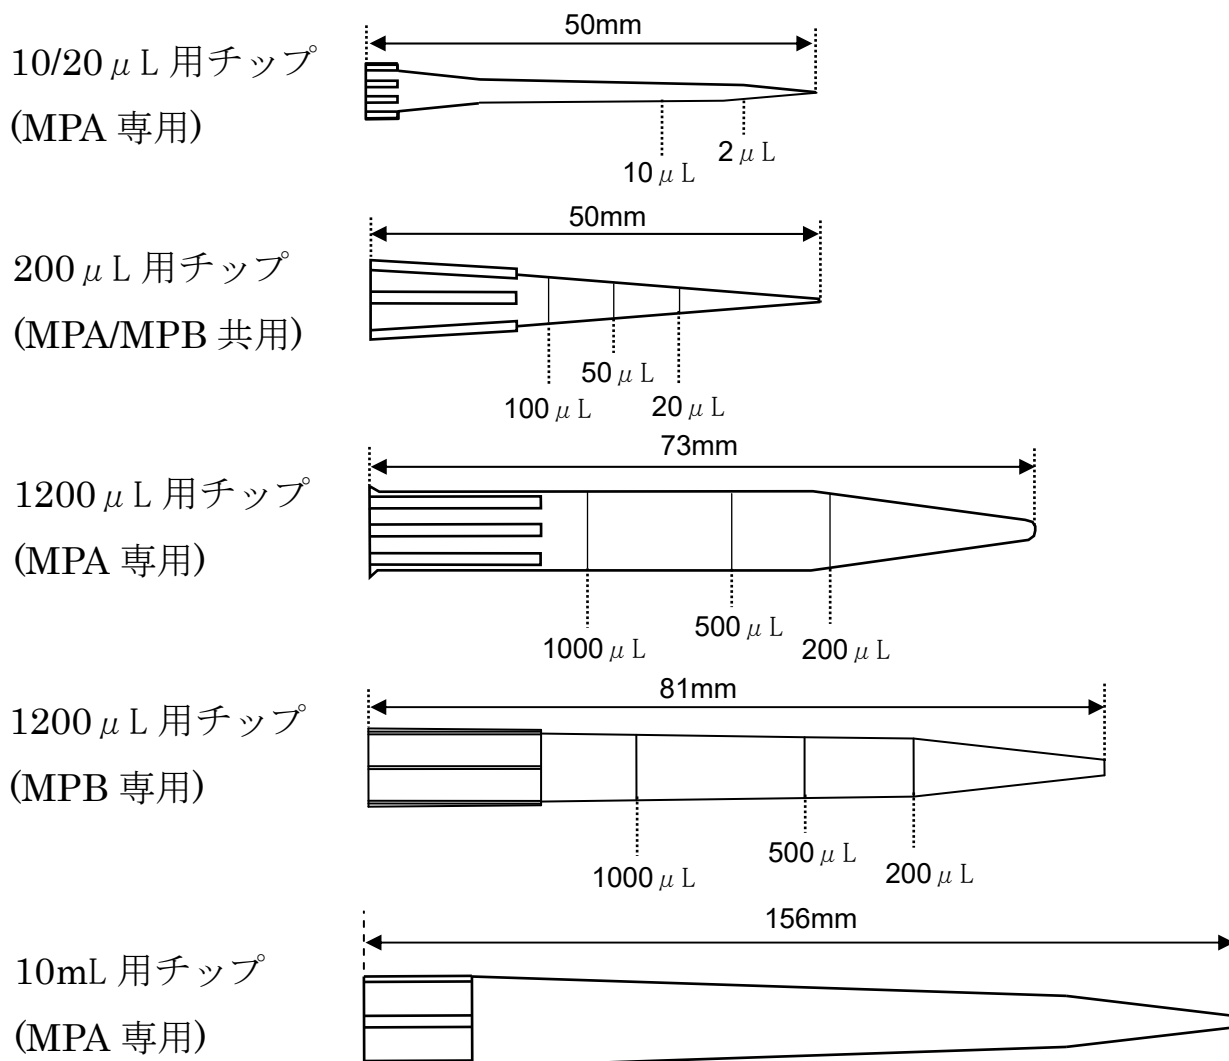 50mm
10/20μL 用チップ
(MPA 専用)
10μL
2μL
50mm
200μL 用チップ
(MPA/MPB 共用)
100μL
50μL
20μL
73mm
1200μL 用チップ
(MPA 専用)
1000μL
500μL
200μL
81mm
1200μL 用チップ
(MPB 専用)
1000μL
500μL
200μL
156mm
10mL 用チップ
(MPA 専用)